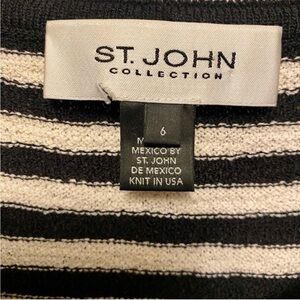 ST. JOHN
COLLECTION
6
M
MEXICO BY
ST. JOHN
DE MEXICO
KNIT IN USA